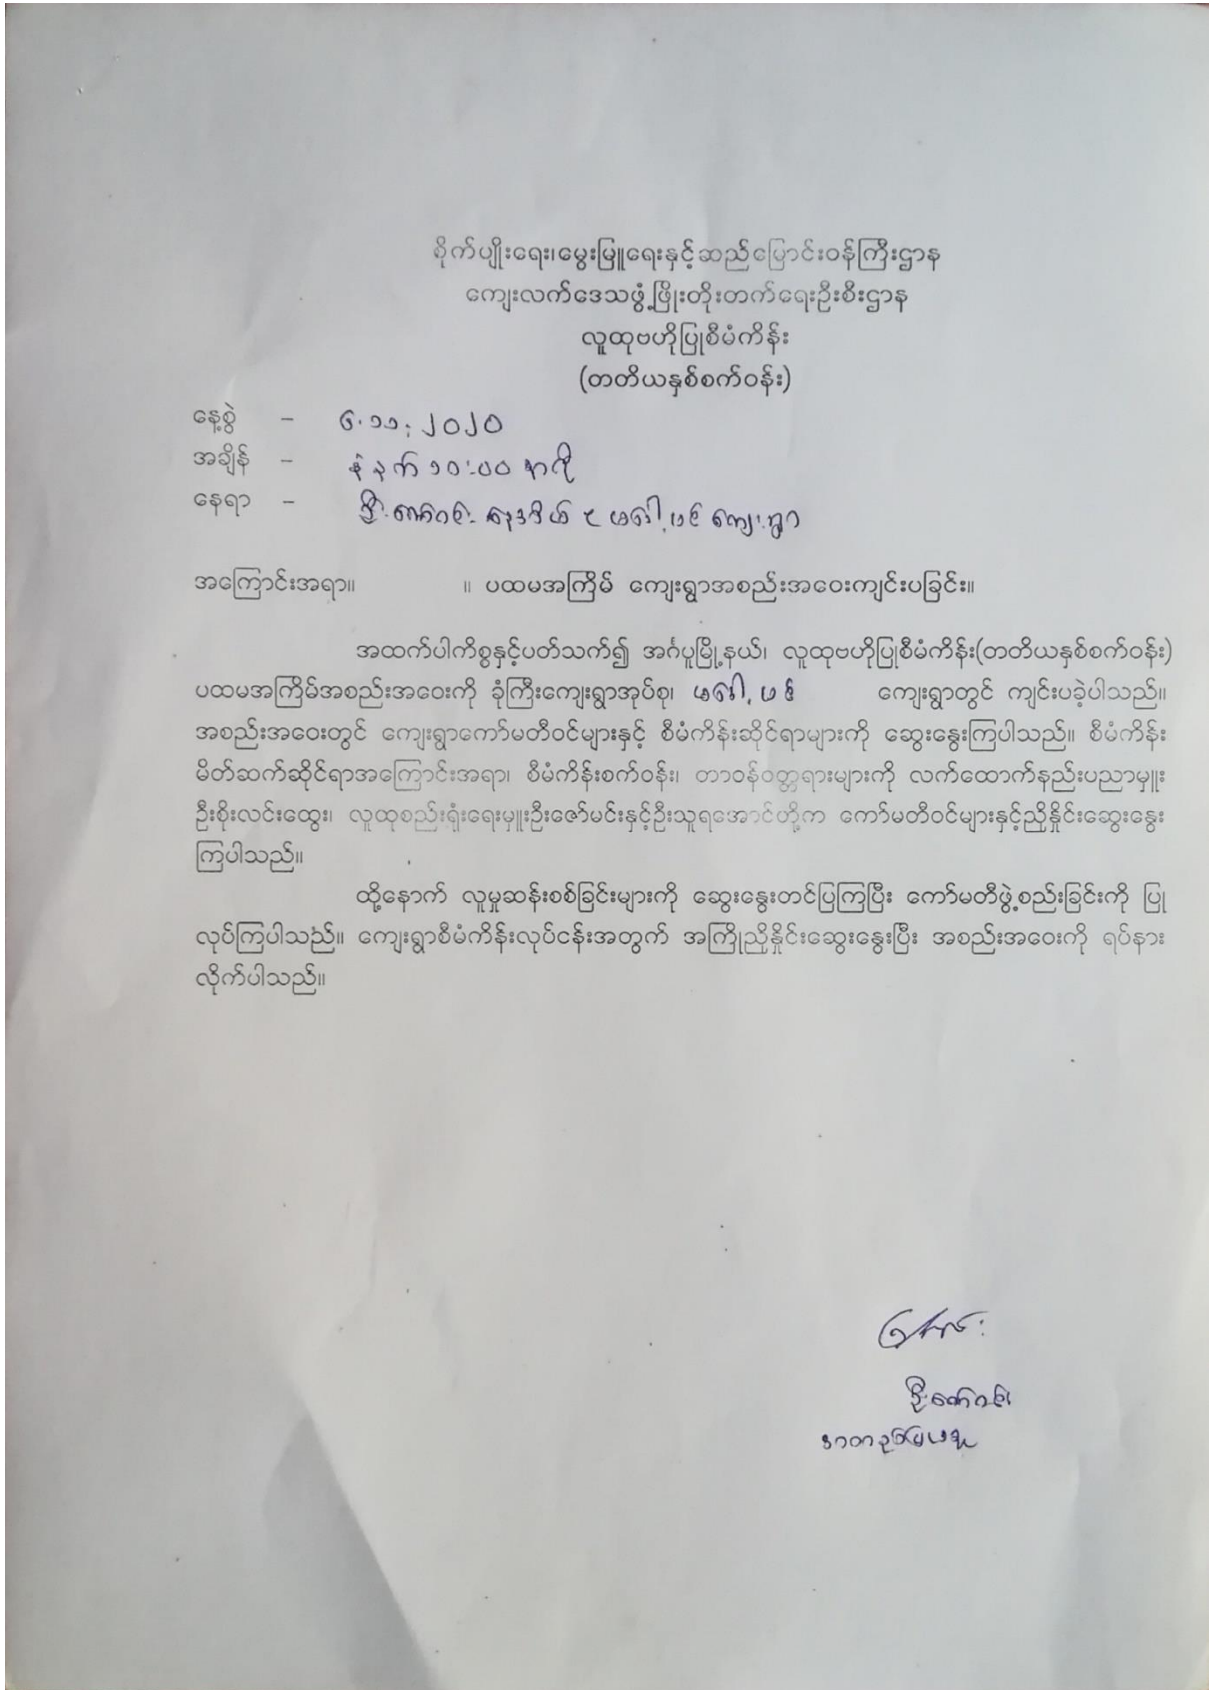 စိုက်ပျိုးရေး၊မွေးမြူရေးနှင့်ဆည်မြောင်းဝန်ကြီးဌာန
ကျေးလက်ဒေသဖွံ့ဖြိုးတိုးတက်ရေးဦးစီးဌာန
လူထုဗဟိုပြုစီမံကိန်း
(တတိယနှစ်စက်ဝန်း)
နေ့စွဲ - ၆.၁၁.၂၀၂၀
အချိန် - နံနက် ၁၀:၀၀ နာရီ
နေရာ - ဦး နေအိမ် ကျေးရွာ
အကြောင်းအရာ။ ။ ပထမအကြိမ် ကျေးရွာအစည်းအဝေးကျင်းပခြင်း။
အထက်ပါကိစ္စနှင့်ပတ်သက်၍ အင်္ဂပူမြို့နယ်၊ လူထုဗဟိုပြုစီမံကိန်း(တတိယနှစ်စက်ဝန်း)
ပထမအကြိမ်အစည်းအဝေးကို ခုံကြီးကျေးရွာအုပ်စု၊ ကျေးရွာတွင် ကျင်းပခဲ့ပါသည်။
အစည်းအဝေးတွင် ကျေးရွာကော်မတီဝင်များနှင့် စီမံကိန်းဆိုင်ရာများကို ဆွေးနွေးကြပါသည်။ စီမံကိန်း
မိတ်ဆက်ဆိုင်ရာအကြောင်းအရာ၊ စီမံကိန်းစက်ဝန်း၊ တာဝန်ဝတ္တရားများကို လက်ထောက်နည်းပညာမှူး
ဦးစိုးလင်းထွေး၊ လူထုစည်းရုံးရေးမှူးဦးဇော်မင်းနှင့်ဦးသူရအောင်တို့က ကော်မတီဝင်များနှင့်ညှိနှိုင်းဆွေးနွေး
ကြပါသည်။
ထို့နောက် လူမှုဆန်းစစ်ခြင်းများကို ဆွေးနွေးတင်ပြကြပြီး ကော်မတီဖွဲ့စည်းခြင်းကို ပြု
လုပ်ကြပါသည်။ ကျေးရွာစီမံကိန်းလုပ်ငန်းအတွက် အကြိုညှိနှိုင်းဆွေးနွေးပြီး အစည်းအဝေးကို ရပ်နား
လိုက်ပါသည်။